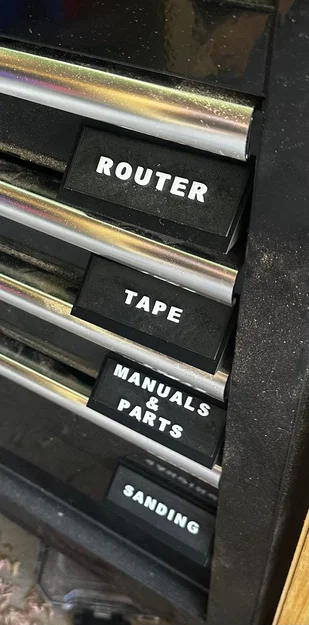 ROUTER
TAPE
MANUALS
&
PARTS
SANDING